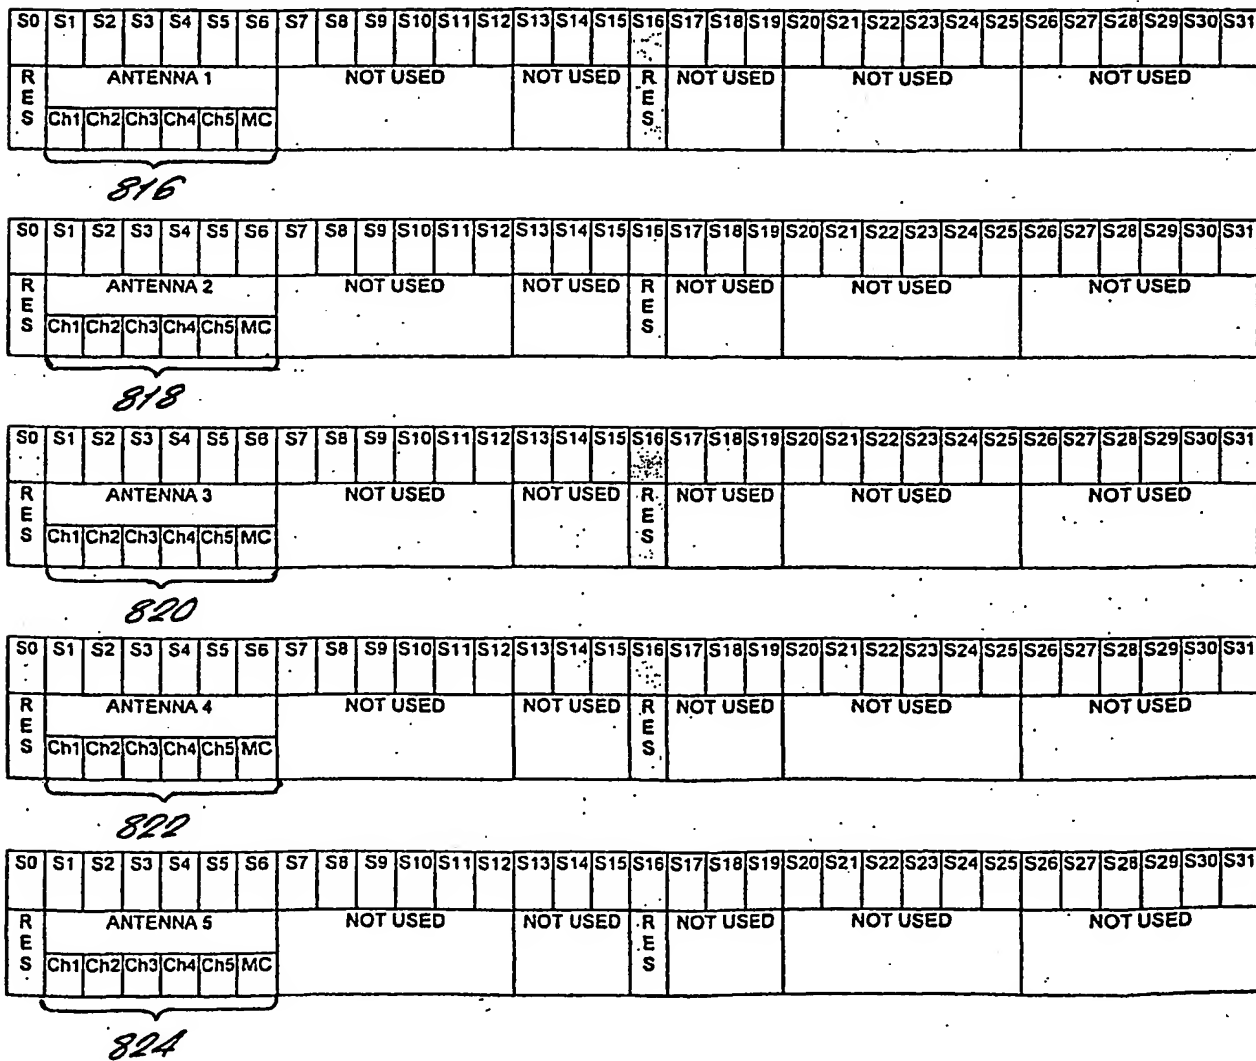 S0 S1 S2 S3 S4 S5 S6 S7 S8 S9 S10 S11 S12 S13 S14 S15 S16 S17 S18 S19 S20 S21 S22 S23 S24 S25 S26 S27 S28 S29 S30 S31
RES ANTENNA 1 NOT USED NOT USED RES NOT USED NOT USED NOT USED
Ch1 Ch2 Ch3 Ch4 Ch5 MC
816
S0 S1 S2 S3 S4 S5 S6 S7 S8 S9 S10 S11 S12 S13 S14 S15 S16 S17 S18 S19 S20 S21 S22 S23 S24 S25 S26 S27 S28 S29 S30 S31
RES ANTENNA 2 NOT USED NOT USED RES NOT USED NOT USED NOT USED
Ch1 Ch2 Ch3 Ch4 Ch5 MC
818
S0 S1 S2 S3 S4 S5 S6 S7 S8 S9 S10 S11 S12 S13 S14 S15 S16 S17 S18 S19 S20 S21 S22 S23 S24 S25 S26 S27 S28 S29 S30 S31
RES ANTENNA 3 NOT USED NOT USED RES NOT USED NOT USED NOT USED
Ch1 Ch2 Ch3 Ch4 Ch5 MC
820
S0 S1 S2 S3 S4 S5 S6 S7 S8 S9 S10 S11 S12 S13 S14 S15 S16 S17 S18 S19 S20 S21 S22 S23 S24 S25 S26 S27 S28 S29 S30 S31
RES ANTENNA 4 NOT USED NOT USED RES NOT USED NOT USED NOT USED
Ch1 Ch2 Ch3 Ch4 Ch5 MC
822
S0 S1 S2 S3 S4 S5 S6 S7 S8 S9 S10 S11 S12 S13 S14 S15 S16 S17 S18 S19 S20 S21 S22 S23 S24 S25 S26 S27 S28 S29 S30 S31
RES ANTENNA 5 NOT USED NOT USED RES NOT USED NOT USED NOT USED
Ch1 Ch2 Ch3 Ch4 Ch5 MC
824